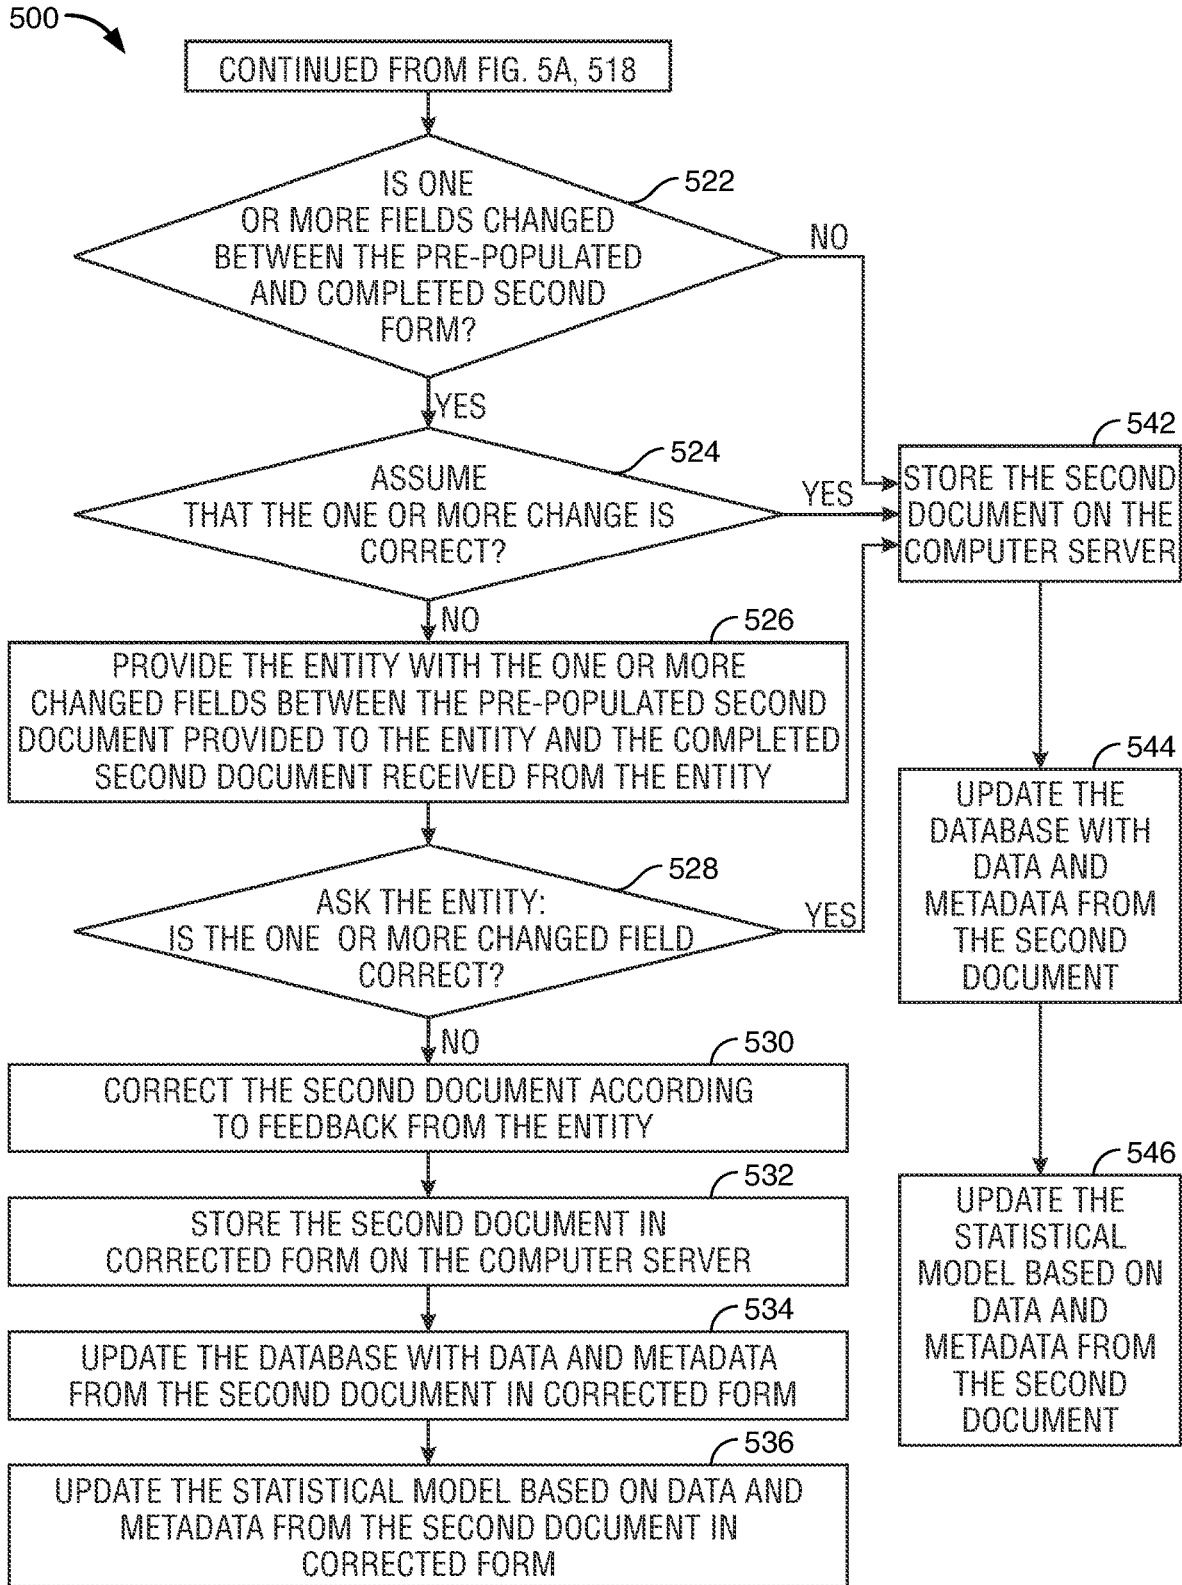 500
CONTINUED FROM FIG. 5A, 518
522
IS ONE
OR MORE FIELDS CHANGED
BETWEEN THE PRE-POPULATED
AND COMPLETED SECOND
FORM?
NO
YES
524
ASSUME
THAT THE ONE OR MORE CHANGE IS
CORRECT?
YES
NO
526
PROVIDE THE ENTITY WITH THE ONE OR MORE
CHANGED FIELDS BETWEEN THE PRE-POPULATED SECOND
DOCUMENT PROVIDED TO THE ENTITY AND THE COMPLETED
SECOND DOCUMENT RECEIVED FROM THE ENTITY
528
ASK THE ENTITY:
IS THE ONE OR MORE CHANGED FIELD
CORRECT?
YES
NO
530
CORRECT THE SECOND DOCUMENT ACCORDING
TO FEEDBACK FROM THE ENTITY
532
STORE THE SECOND DOCUMENT IN
CORRECTED FORM ON THE COMPUTER SERVER
534
UPDATE THE DATABASE WITH DATA AND METADATA
FROM THE SECOND DOCUMENT IN CORRECTED FORM
536
UPDATE THE STATISTICAL MODEL BASED ON DATA AND
METADATA FROM THE SECOND DOCUMENT IN
CORRECTED FORM
542
STORE THE SECOND
DOCUMENT ON THE
COMPUTER SERVER
544
UPDATE THE
DATABASE WITH
DATA AND
METADATA FROM
THE SECOND
DOCUMENT
546
UPDATE THE
STATISTICAL
MODEL BASED ON
DATA AND
METADATA FROM
THE SECOND
DOCUMENT